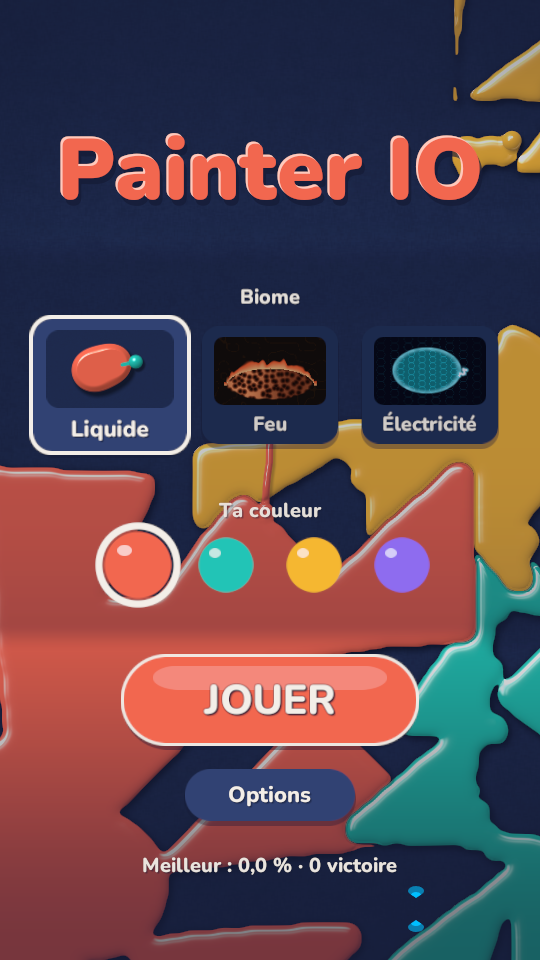 Painter IO
Biome
Liquide
Feu
Électricité
Ta couleur
JOUER
Options
Meilleur : 0,0 % · 0 victoire